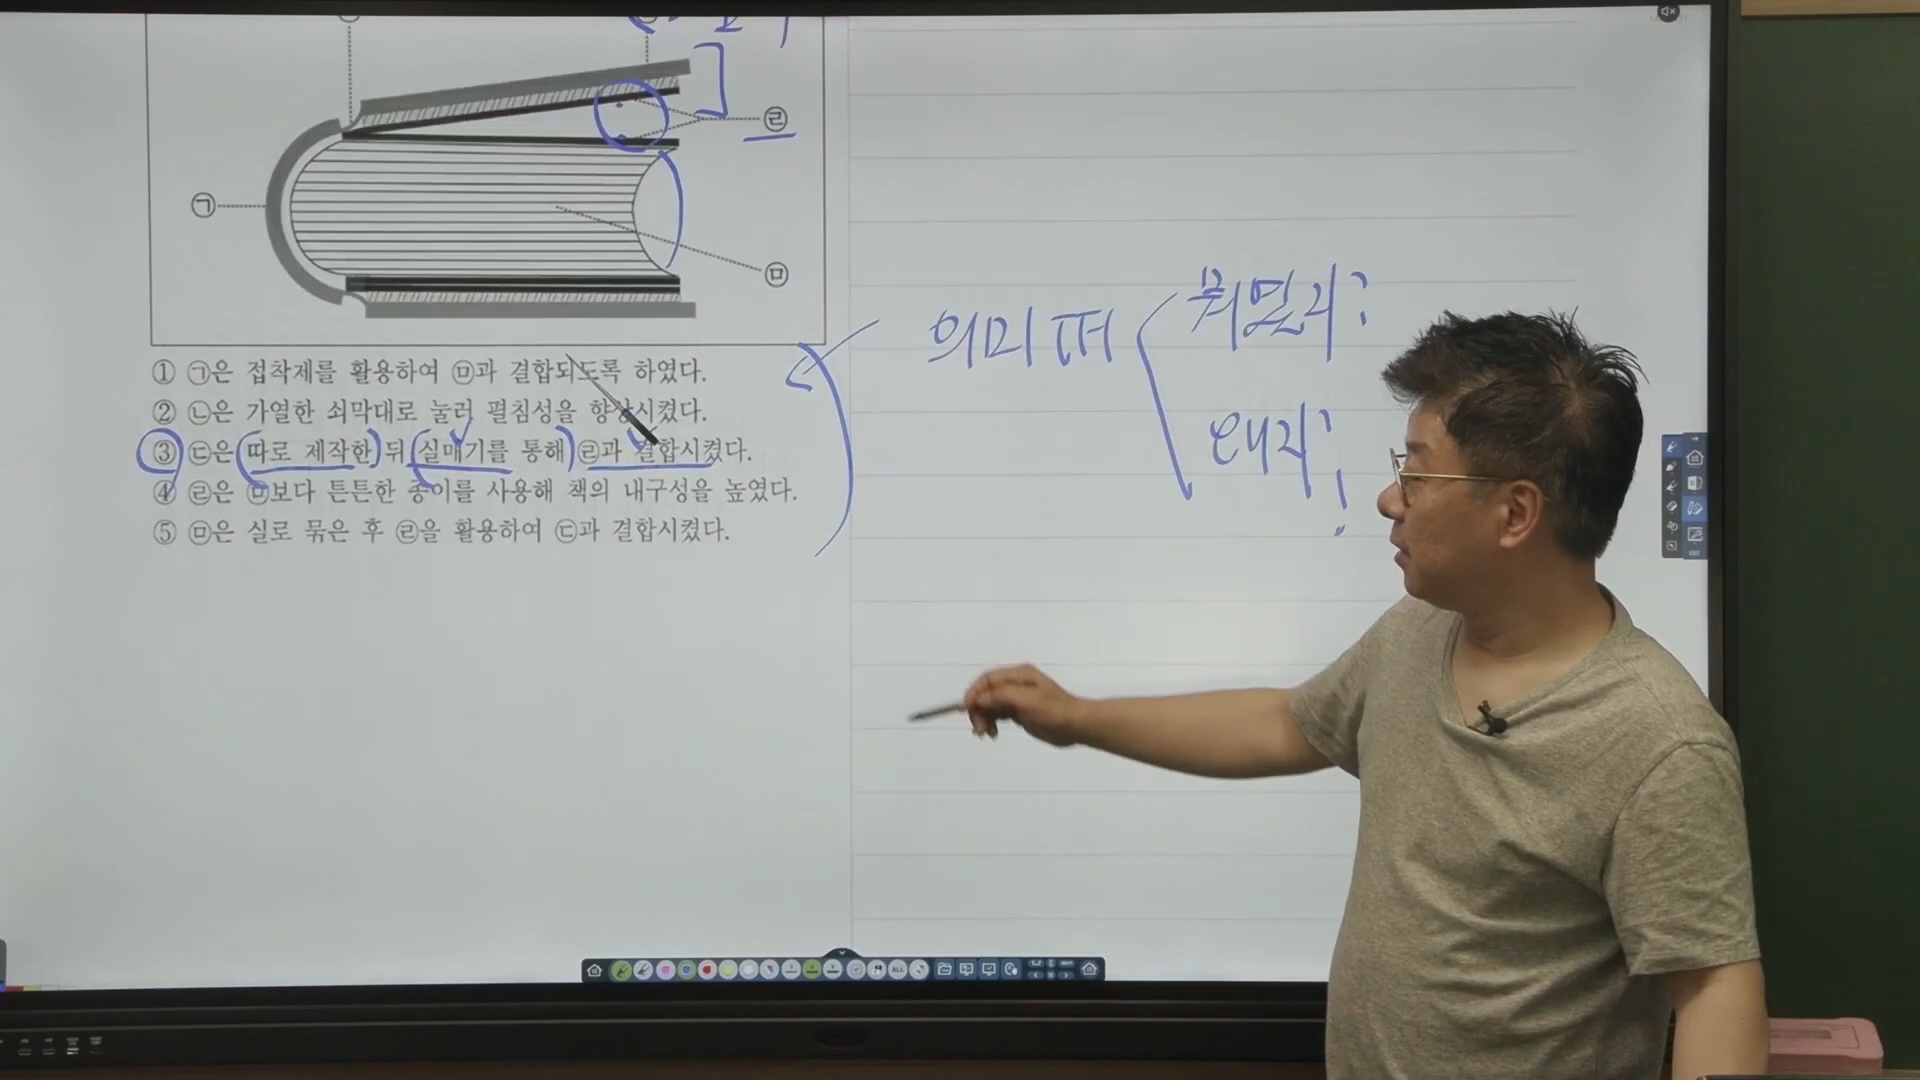 ㉣
㉠
㉤
① ㉠은 접착제를 활용하여 ㉤과 결합되도록 하였다.
② ㉡은 가열한 쇠막대로 눌러 펼침성을 향상시켰다.
③ ㉢은 따로 제작한 뒤 실매기를 통해 ㉣과 결합시켰다.
④ ㉣은 ㉤보다 튼튼한 종이를 사용해 책의 내구성을 높였다.
⑤ ㉤은 실로 묶은 후 ㉣을 활용하여 ㉢과 결합시켰다.
의미
ALL